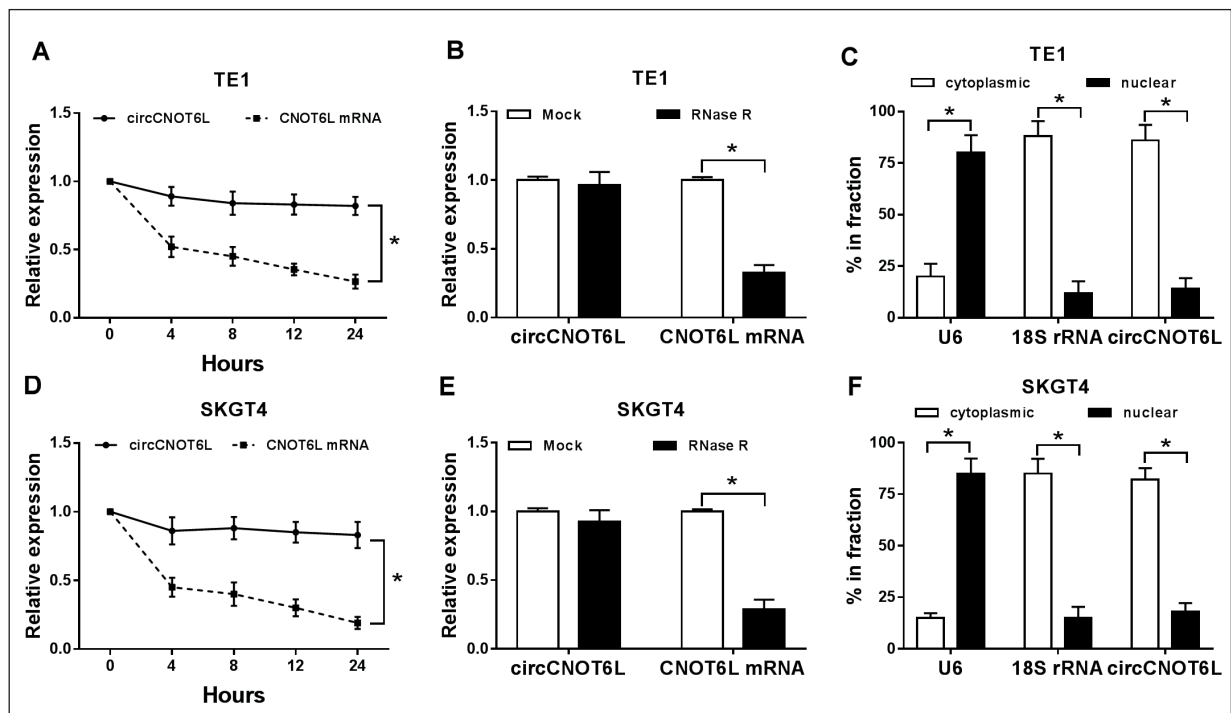 A
TE1
circCNOT6L
CNOT6L mRNA
Relative expression
1.5
1.0
0.5
0.0
*
0 4 8 12 24
Hours
B
TE1
Mock
RNase R
Relative expression
1.5
1.0
0.5
0.0
*
circCNOT6L CNOT6L mRNA
C
TE1
cytoplasmic
nuclear
% in fraction
100
75
50
25
0
* * *
U6 18S rRNA circCNOT6L
D
SKGT4
circCNOT6L
CNOT6L mRNA
Relative expression
1.5
1.0
0.5
0.0
*
0 4 8 12 24
Hours
E
SKGT4
Mock
RNase R
Relative expression
1.5
1.0
0.5
0.0
*
circCNOT6L CNOT6L mRNA
F
SKGT4
cytoplasmic
nuclear
% in fraction
100
75
50
25
0
* * *
U6 18S rRNA circCNOT6L